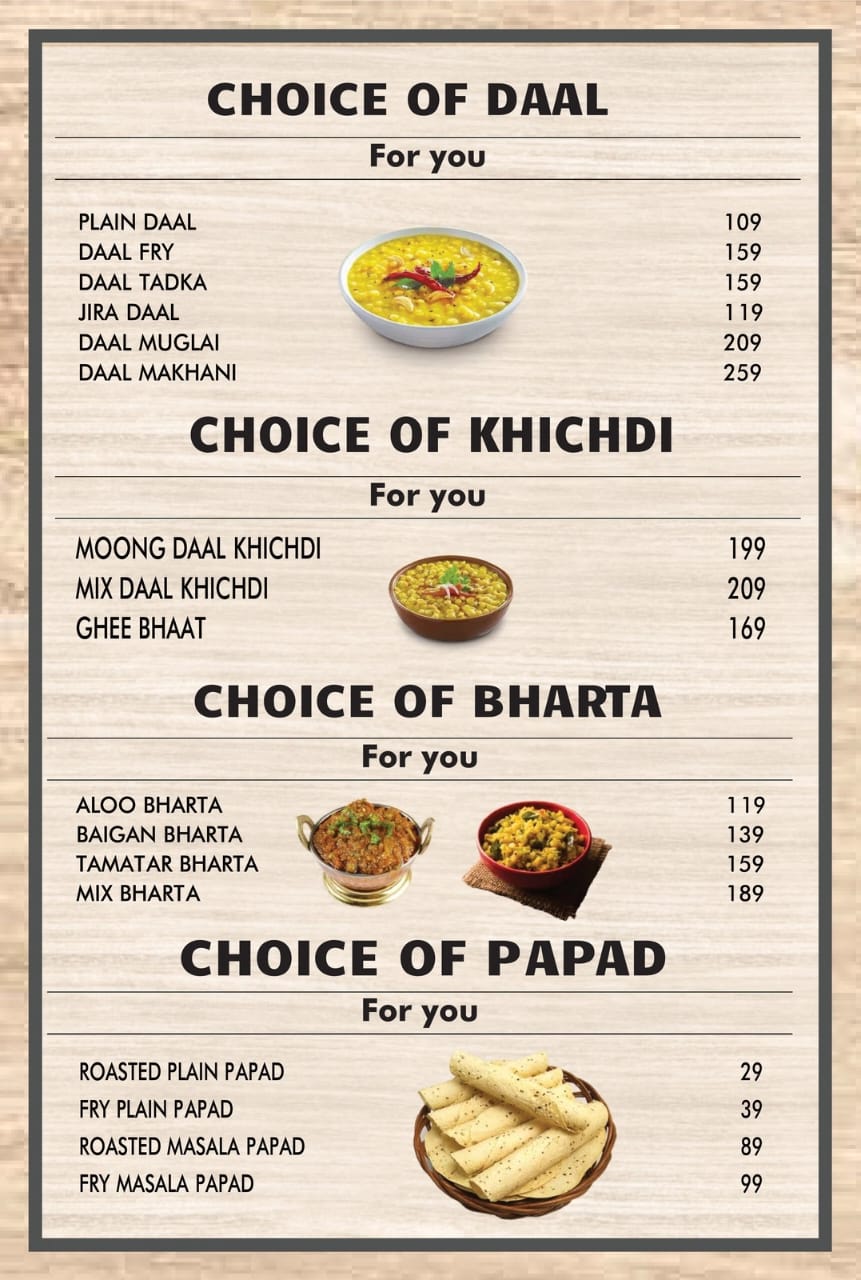 CHOICE OF DAAL
For you
PLAIN DAAL 109
DAAL FRY 159
DAAL TADKA 159
JIRA DAAL 119
DAAL MUGLAI 209
DAAL MAKHANI 259
CHOICE OF KHICHDI
For you
MOONG DAAL KHICHDI 199
MIX DAAL KHICHDI 209
GHEE BHAAT 169
CHOICE OF BHARTA
For you
ALOO BHARTA 119
BAIGAN BHARTA 139
TAMATAR BHARTA 159
MIX BHARTA 189
CHOICE OF PAPAD
For you
ROASTED PLAIN PAPAD 29
FRY PLAIN PAPAD 39
ROASTED MASALA PAPAD 89
FRY MASALA PAPAD 99